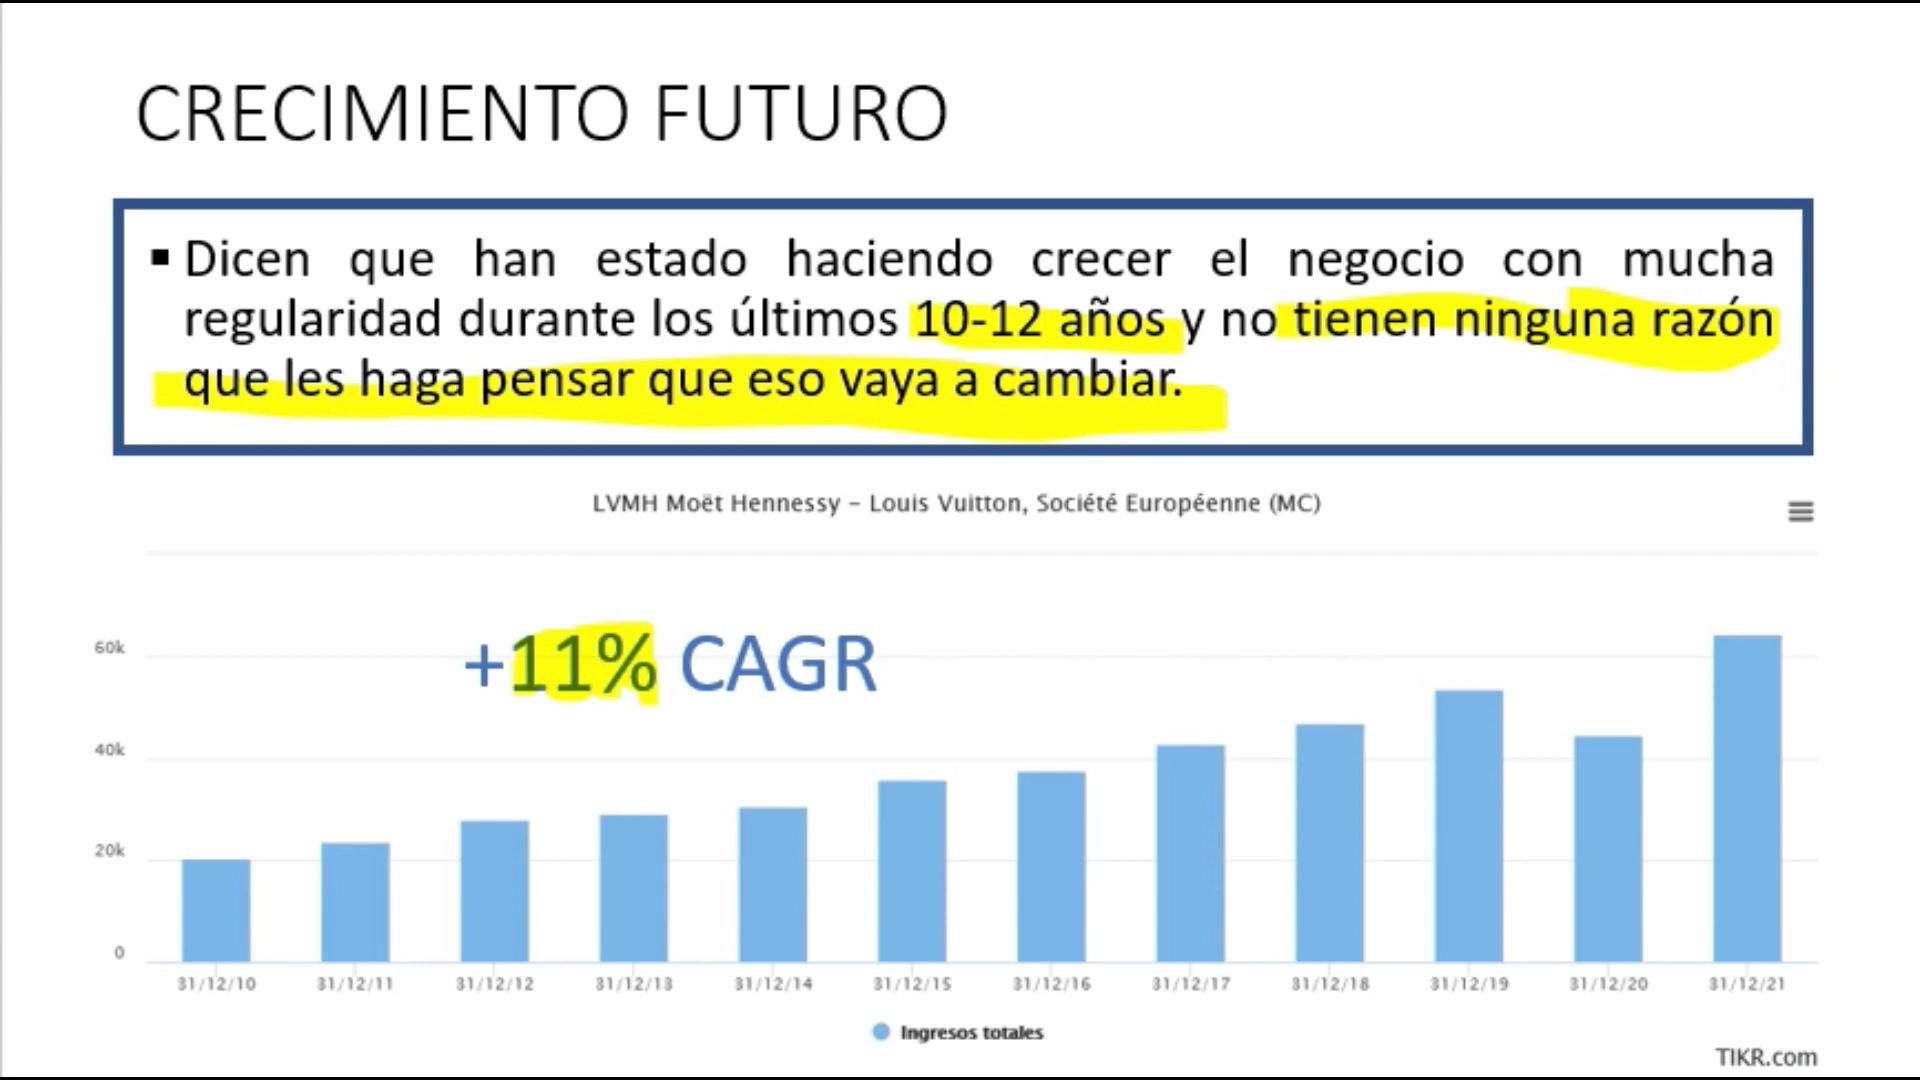 CRECIMIENTO FUTURO
▪ Dicen que han estado haciendo crecer el negocio con mucha
regularidad durante los últimos 10-12 años y no tienen ninguna razón
que les haga pensar que eso vaya a cambiar.
LVMH Moët Hennessy – Louis Vuitton, Société Européenne (MC)
+11% CAGR
60k
40k
20k
0
31/12/10 31/12/11 31/12/12 31/12/13 31/12/14 31/12/15 31/12/16 31/12/17 31/12/18 31/12/19 31/12/20 31/12/21
Ingresos totales
TIKR.com